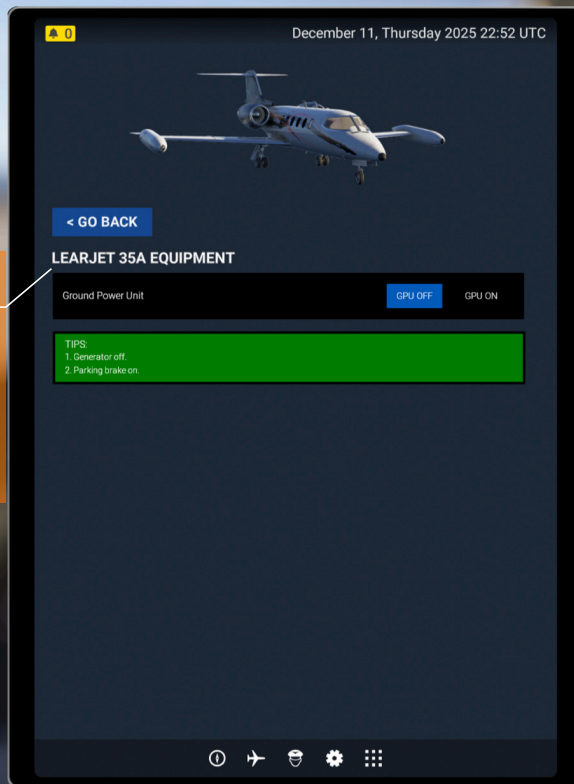 0
December 11, Thursday 2025 22:52 UTC
< GO BACK
LEARJET 35A EQUIPMENT
Ground Power Unit
GPU OFF
GPU ON
TIPS:
1. Generator off.
2. Parking brake on.